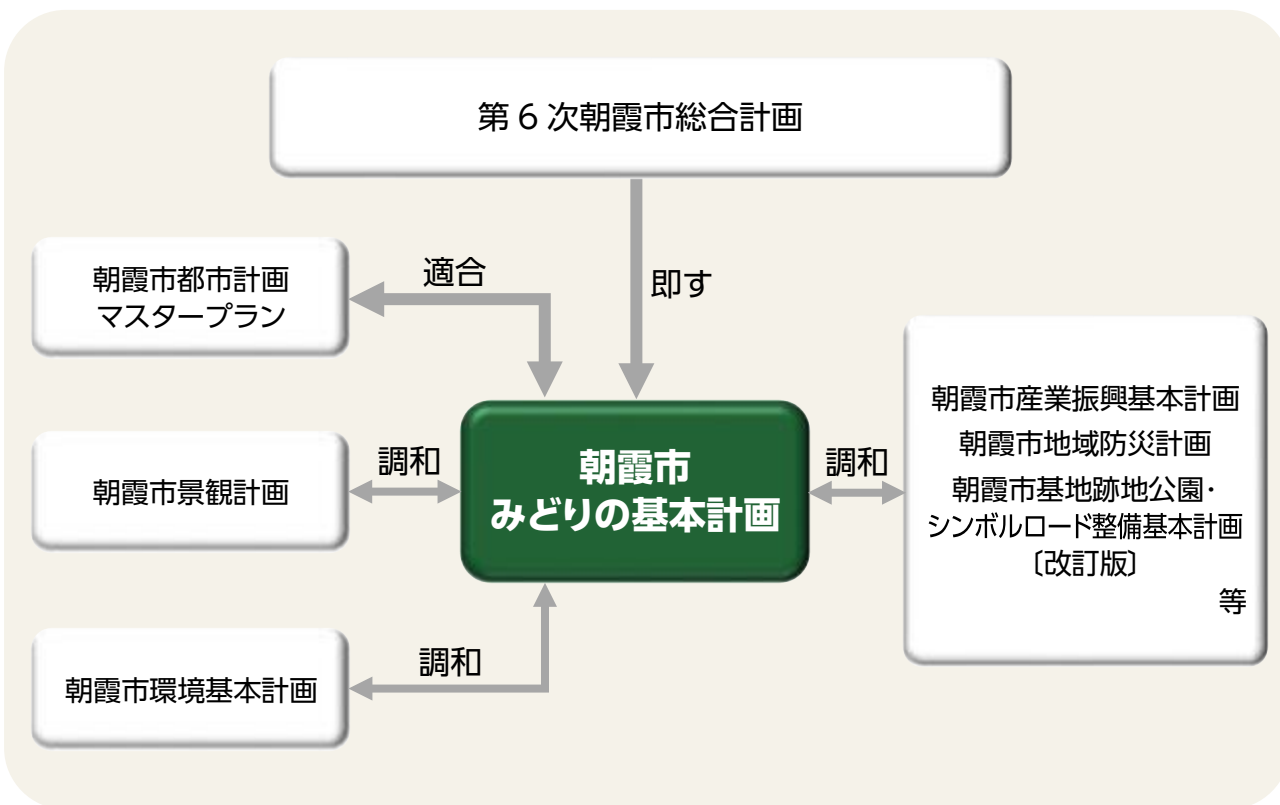 第6次朝霞市総合計画
適合
即す
朝霞市都市計画
マスタープラン
朝霞市産業振興基本計画
朝霞市地域防災計画
朝霞市基地跡地公園・
シンボルロード整備基本計画
〔改訂版〕
等
調和
朝霞市
みどりの基本計画
調和
朝霞市景観計画
調和
朝霞市環境基本計画